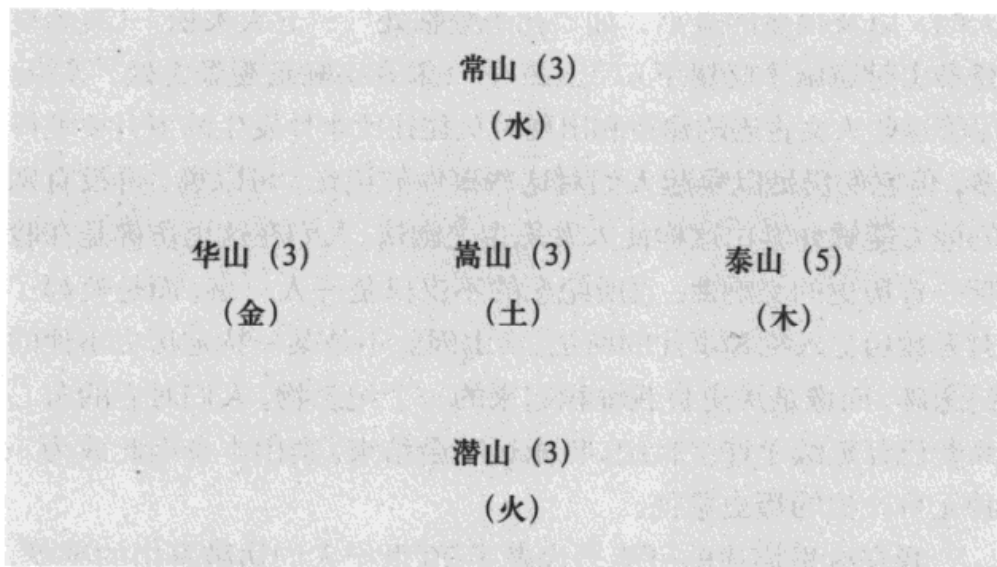 常山（3）
（水）
华山（3） 嵩山（3） 泰山（5）
（金） （土） （木）
潜山（3）
（火）